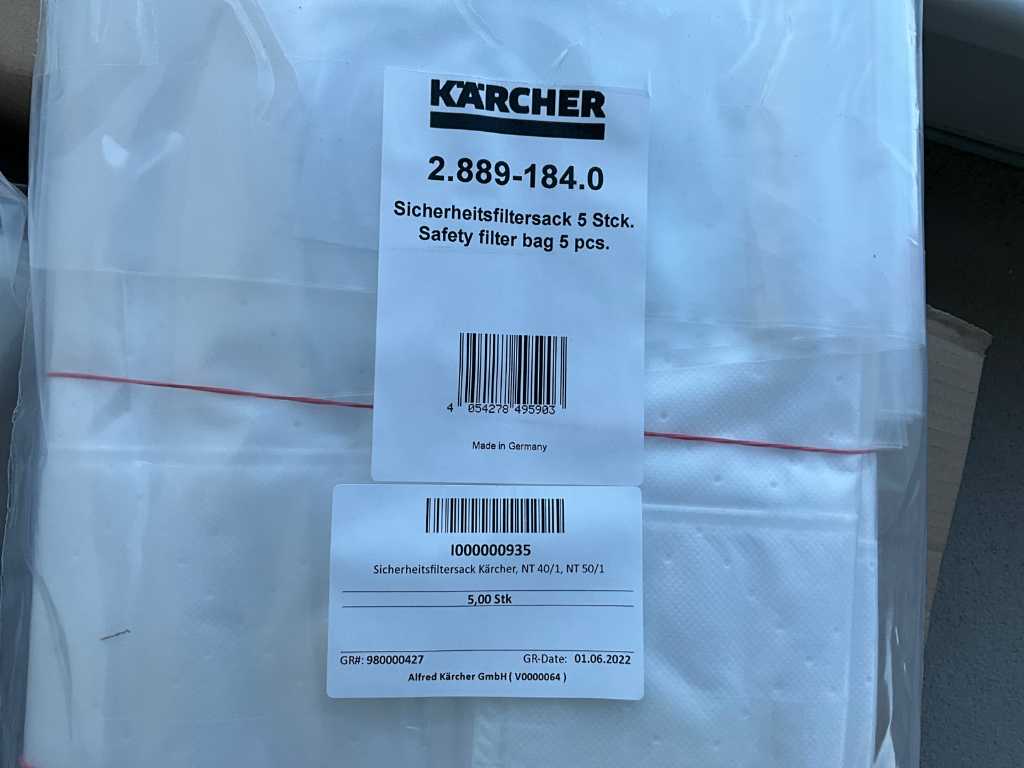 KÄRCHER
2.889-184.0
Sicherheitsfiltersack 5 Stck.
Safety filter bag 5 pcs.
4 054278 495903
Made in Germany
I000000935
Sicherheitsfiltersack Kärcher, NT 40/1, NT 50/1
5,00 Stk
GR#: 980000427 GR-Date: 01.06.2022
Alfred Kärcher GmbH ( V0000064 )